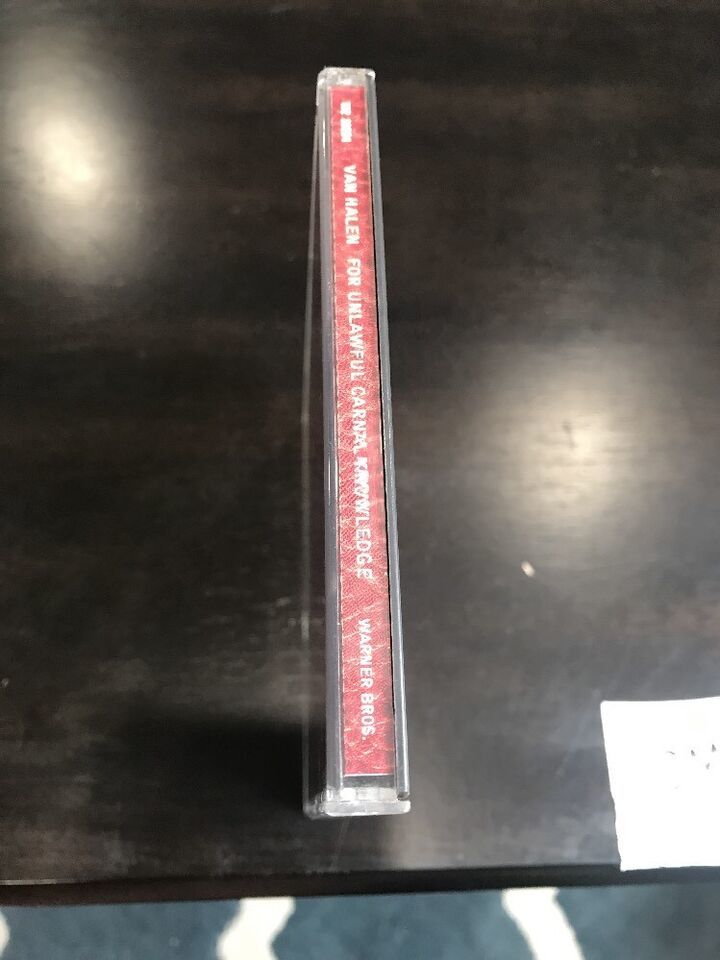 VAN HALEN FOR UNLAWFUL CARNAL KNOWLEDGE WARNER BROS.